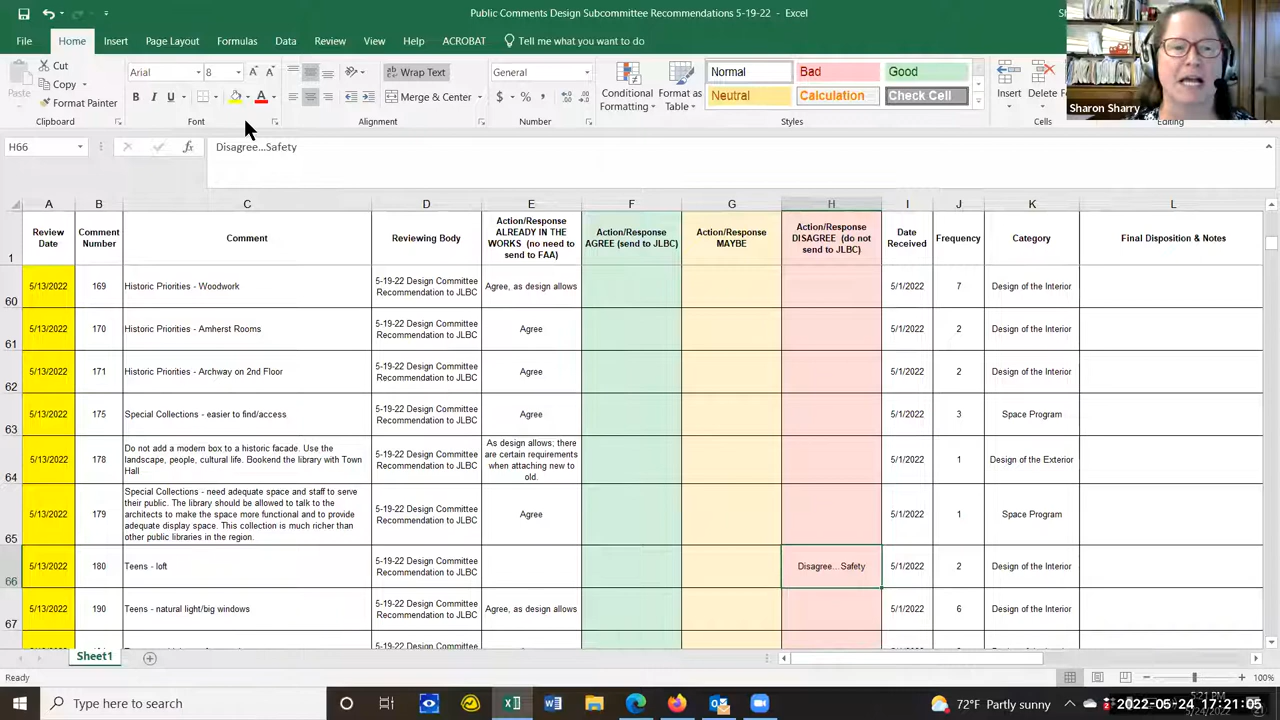 Public Comments Design Subcommittee Recommendations 5-19-22 - Excel
File Home Insert Page Layout Formulas Data Review View Help ACROBAT Tell me what you want to do
Cut
Copy
Format Painter
Paste
Clipboard
Arial 8
B I U
Font
Wrap Text
Merge & Center
Alignment
General
$ % ,
Number
Conditional Formatting
Format as Table
Normal Bad Good
Neutral Calculation Check Cell
Styles
Insert Delete
Cells
Editing
Sharon Sharry
H66 fx Disagree...Safety
A B C D E F G H I J K L
1 Review Date Comment Number Comment Reviewing Body Action/Response ALREADY IN THE WORKS (no need to send to FAA) Action/Response AGREE (send to JLBC) Action/Response MAYBE Action/Response DISAGREE (do not send to JLBC) Date Received Frequency Category Final Disposition & Notes
60 5/13/2022 169 Historic Priorities - Woodwork 5-19-22 Design Committee Recommendation to JLBC Agree, as design allows 5/1/2022 7 Design of the Interior
61 5/13/2022 170 Historic Priorities - Amherst Rooms 5-19-22 Design Committee Recommendation to JLBC Agree 5/1/2022 2 Design of the Interior
62 5/13/2022 171 Historic Priorities - Archway on 2nd Floor 5-19-22 Design Committee Recommendation to JLBC Agree 5/1/2022 2 Design of the Interior
63 5/13/2022 175 Special Collections - easier to find/access 5-19-22 Design Committee Recommendation to JLBC Agree 5/1/2022 3 Space Program
64 5/13/2022 178 Do not add a modern box to a historic facade. Use the landscape, people, cultural life. Bookend the library with Town Hall 5-19-22 Design Committee Recommendation to JLBC As design allows; there are certain requirements when attaching new to old. 5/1/2022 1 Design of the Exterior
65 5/13/2022 179 Special Collections - need adequate space and staff to serve their public. The library should be allowed to talk to the architects to make the space more functional and to provide adequate display space. This collection is much richer than other public libraries in the region. 5-19-22 Design Committee Recommendation to JLBC Agree 5/1/2022 1 Space Program
66 5/13/2022 180 Teens - loft 5-19-22 Design Committee Recommendation to JLBC Disagree...Safety 5/1/2022 2 Design of the Interior
67 5/13/2022 190 Teens - natural light/big windows 5-19-22 Design Committee Recommendation to JLBC Agree, as design allows 5/1/2022 6 Design of the Interior
Sheet1
Ready
100%
Type here to search
72°F Partly sunny
5:21 PM
2022-05-24 17:21:05